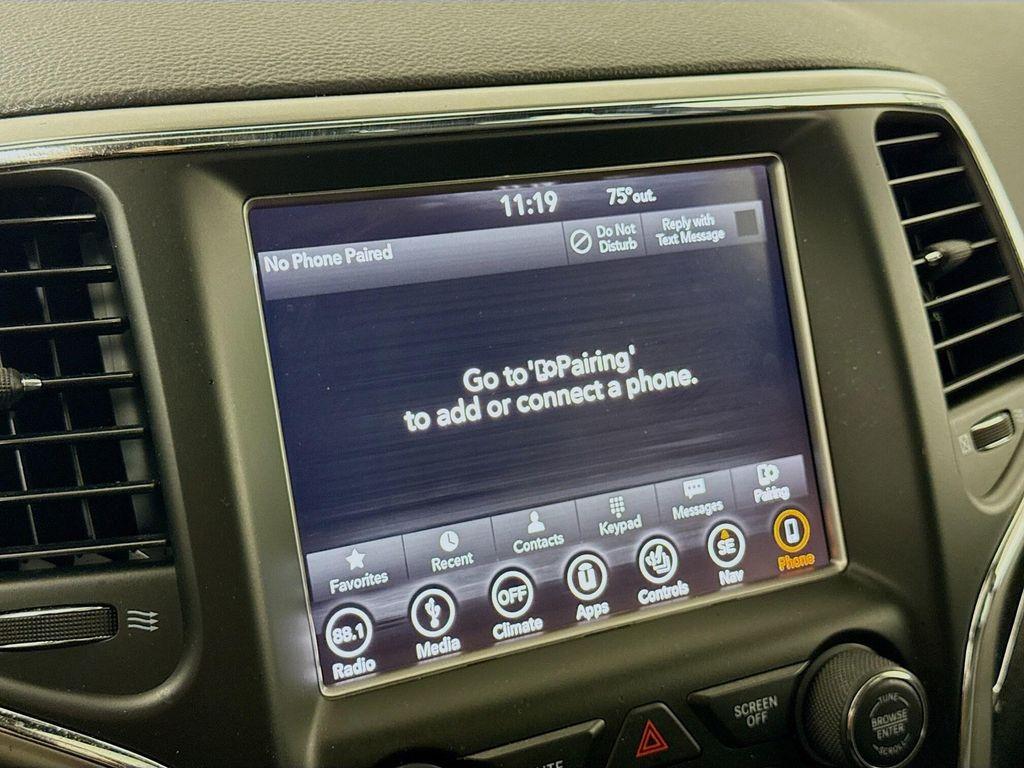 11:19
75°out.
No Phone Paired
Do Not
Disturb
Reply with
Text Message
Go to 'Pairing'
to add or connect a phone.
Favorites
Recent
Contacts
Keypad
Messages
Pairing
88.1
Radio
Media
OFF
Climate
Apps
Controls
SE
Nav
Phone
SCREEN
OFF
TUNE
BROWSE
ENTER
SCROLL